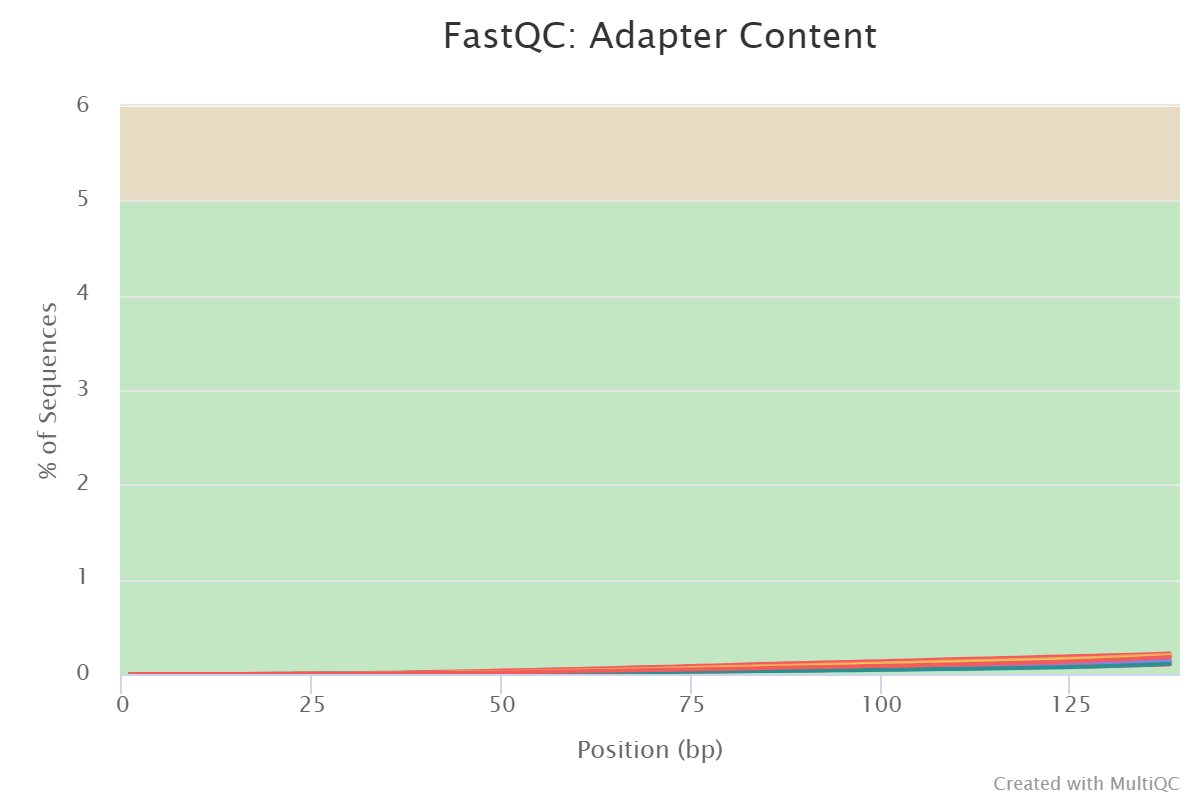 FastQC: Adapter Content
6
5
4
3
2
1
0
% of Sequences
0 25 50 75 100 125
Position (bp)
Created with MultiQC